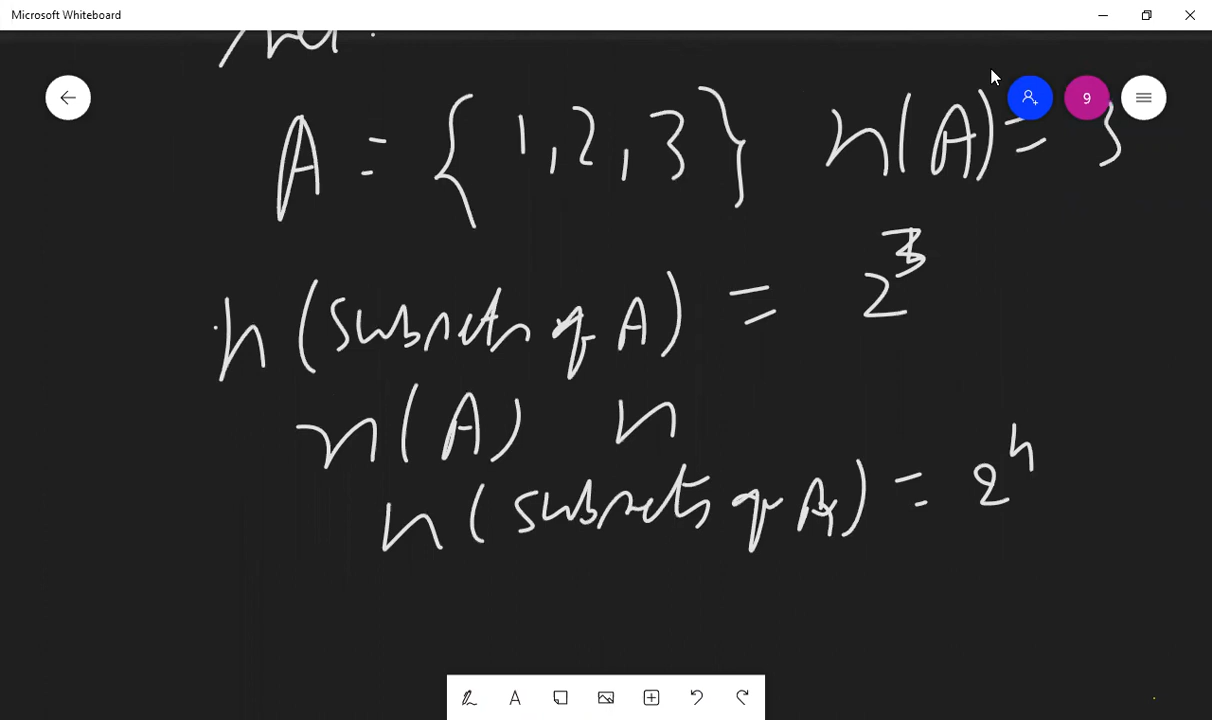 Microsoft Whiteboard
9
A = { 1, 2, 3 } n(A) = 3
n (subsets of A) = 2³
n(A) n
n (subsets of A) = 2ⁿ
A